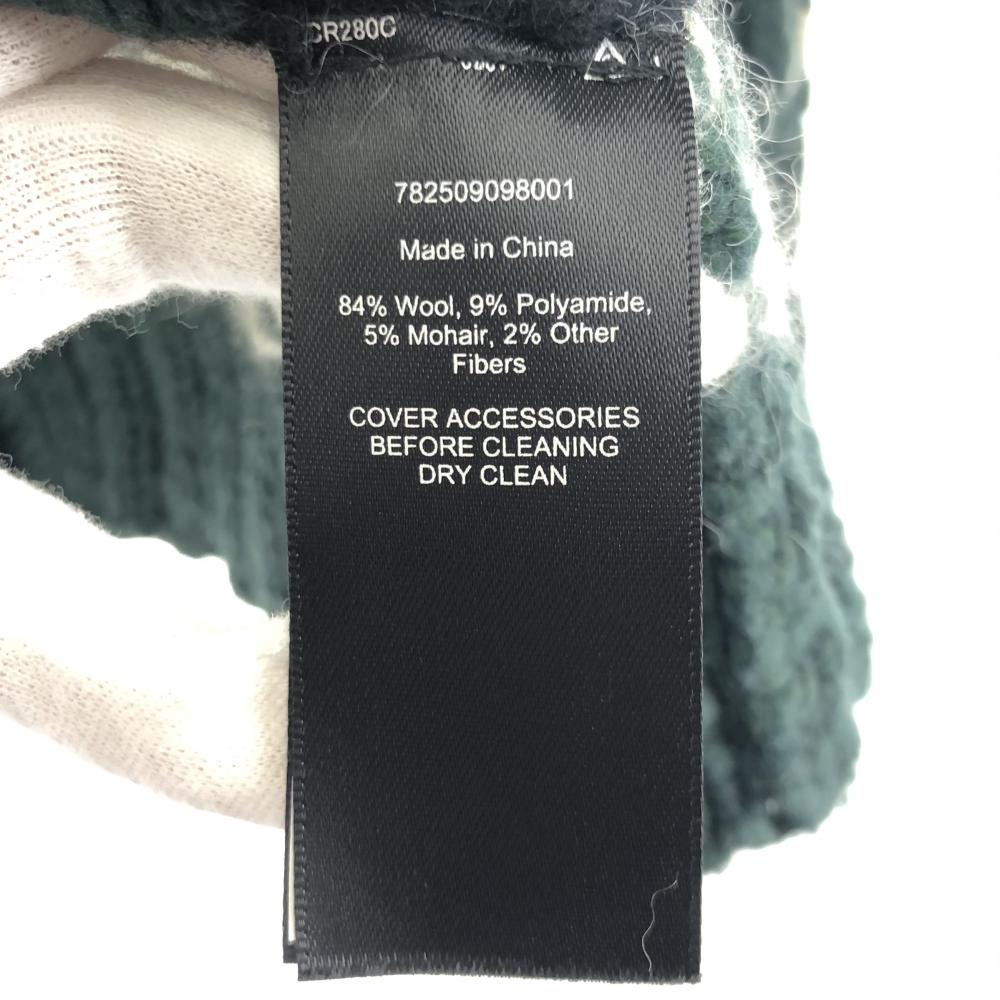 CR280C
782509098001
Made in China
84% Wool, 9% Polyamide,
5% Mohair, 2% Other
Fibers
COVER ACCESSORIES
BEFORE CLEANING
DRY CLEAN